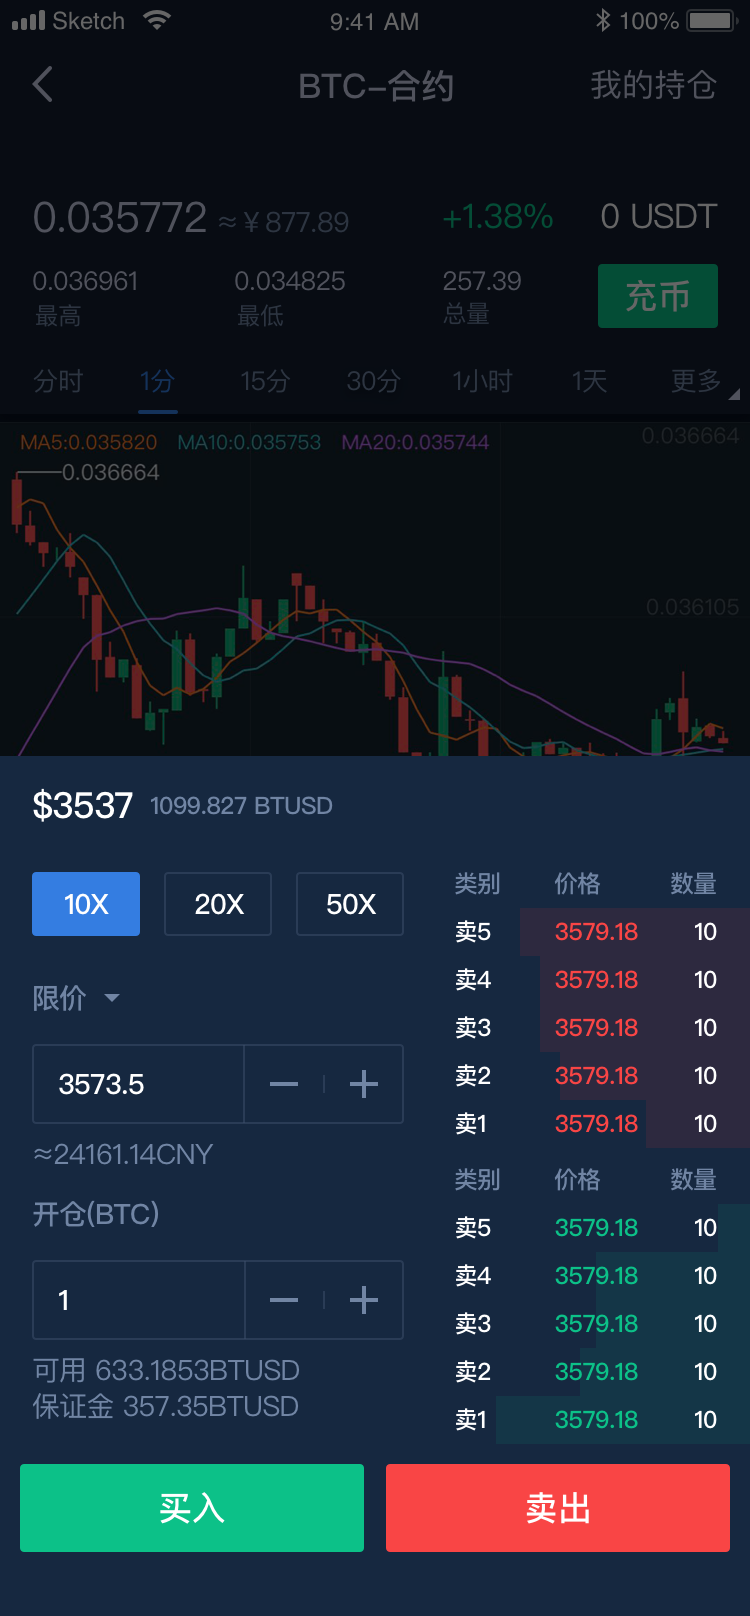 Sketch 9:41 AM 100%
BTC-合约 我的持仓
0.035772 ≈¥877.89 +1.38% 0 USDT
0.036961 0.034825 257.39 充币
最高 最低 总量
分时 1分 15分 30分 1小时 1天 更多
MA5:0.035820 MA10:0.035753 MA20:0.035744 0.036664
0.036664
0.036105
$3537 1099.827 BTUSD
10X 20X 50X
限价
3573.5
≈24161.14CNY
开仓(BTC)
1
可用 633.1853BTUSD
保证金 357.35BTUSD
类别 价格 数量
卖5 3579.18 10
卖4 3579.18 10
卖3 3579.18 10
卖2 3579.18 10
卖1 3579.18 10
类别 价格 数量
卖5 3579.18 10
卖4 3579.18 10
卖3 3579.18 10
卖2 3579.18 10
卖1 3579.18 10
买入 卖出